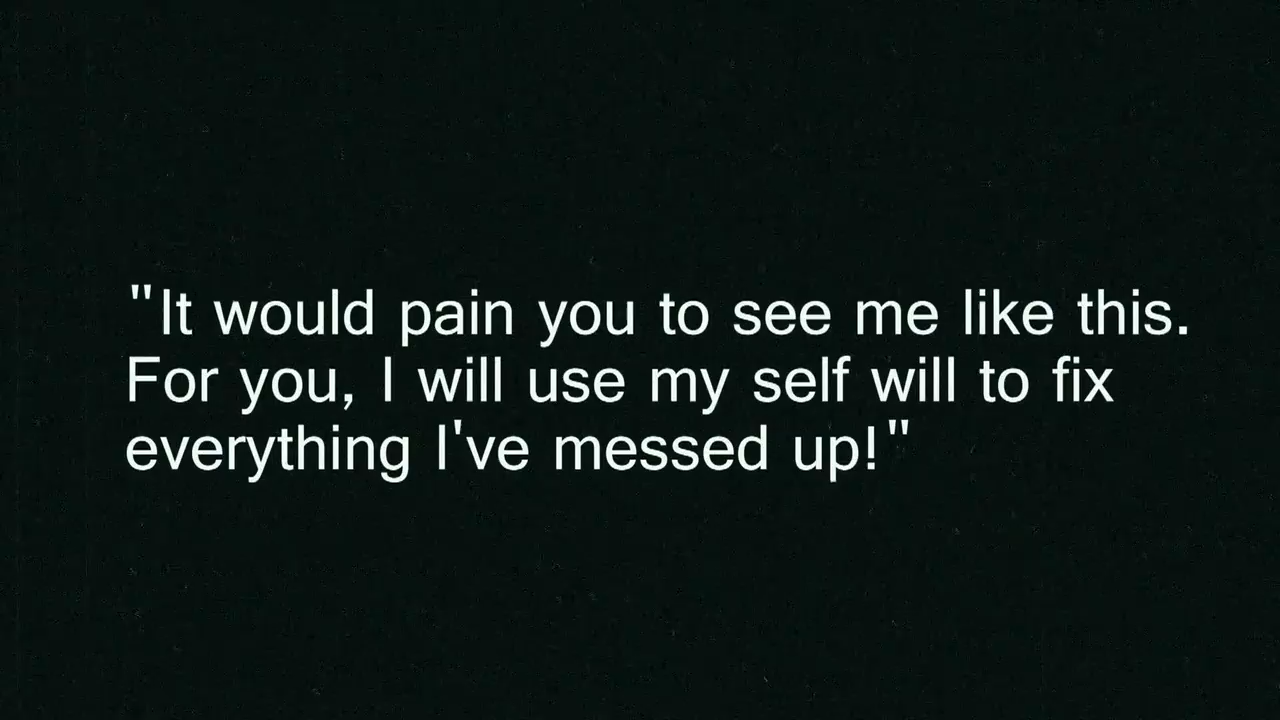 "It would pain you to see me like this.
For you, I will use my self will to fix
everything I've messed up!"